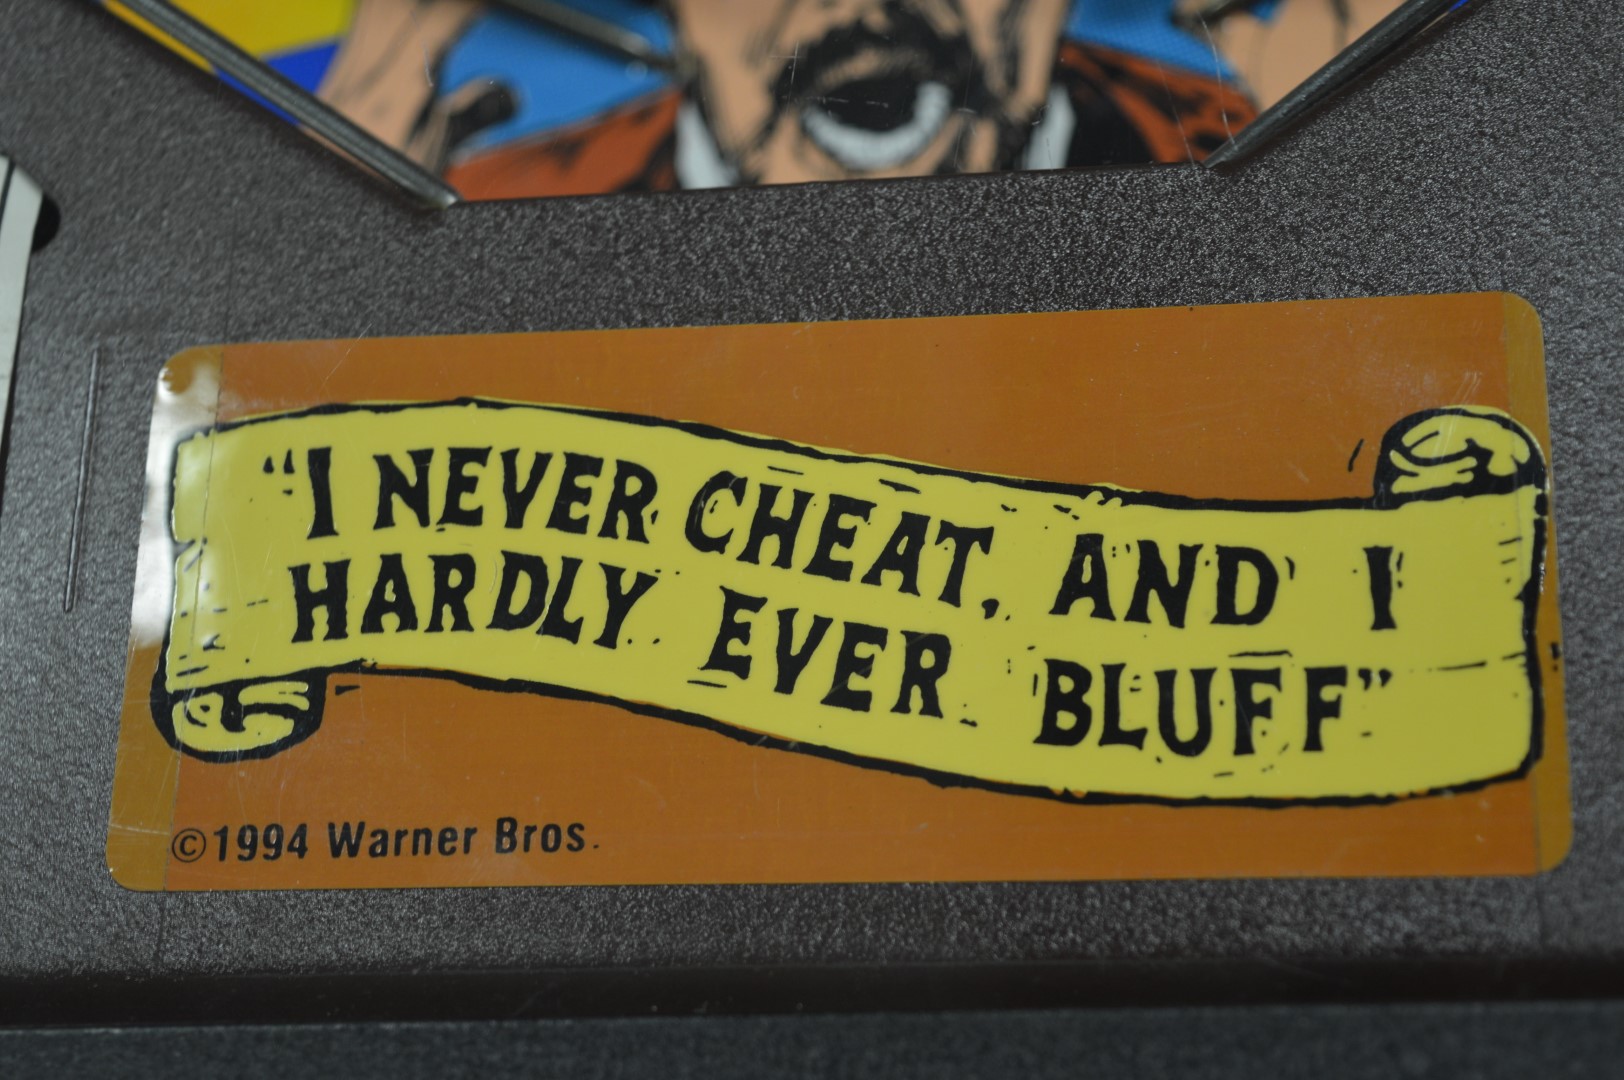 "I NEVER CHEAT, AND I
HARDLY EVER BLUFF"
©1994 Warner Bros.